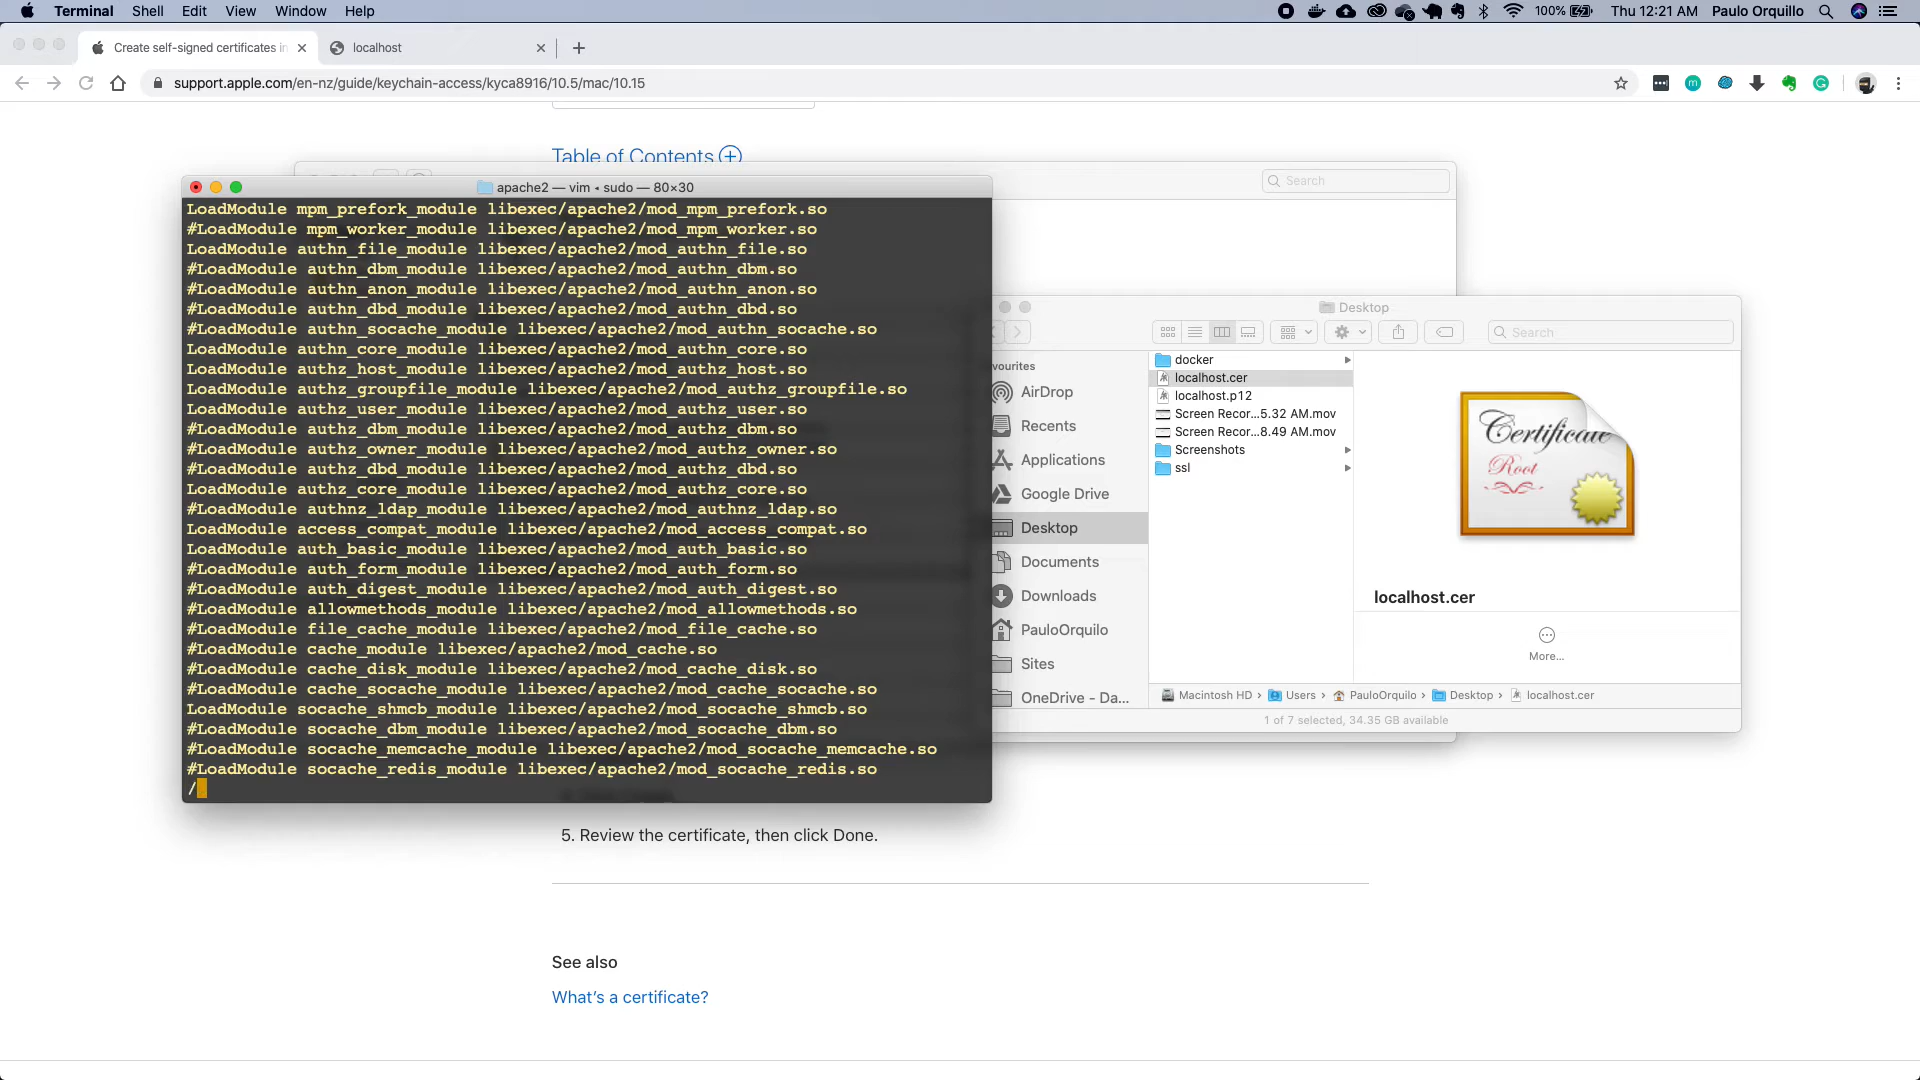 Terminal Shell Edit View Window Help
100% Thu 12:21 AM Paulo Orquillo
Create self-signed certificates in
localhost
support.apple.com/en-nz/guide/keychain-access/kyca8916/10.5/mac/10.15
Table of Contents
Search
apache2 — vim ◂ sudo — 80×30
LoadModule mpm_prefork_module libexec/apache2/mod_mpm_prefork.so
#LoadModule mpm_worker_module libexec/apache2/mod_mpm_worker.so
LoadModule authn_file_module libexec/apache2/mod_authn_file.so
#LoadModule authn_dbm_module libexec/apache2/mod_authn_dbm.so
#LoadModule authn_anon_module libexec/apache2/mod_authn_anon.so
#LoadModule authn_dbd_module libexec/apache2/mod_authn_dbd.so
#LoadModule authn_socache_module libexec/apache2/mod_authn_socache.so
LoadModule authn_core_module libexec/apache2/mod_authn_core.so
LoadModule authz_host_module libexec/apache2/mod_authz_host.so
LoadModule authz_groupfile_module libexec/apache2/mod_authz_groupfile.so
LoadModule authz_user_module libexec/apache2/mod_authz_user.so
#LoadModule authz_dbm_module libexec/apache2/mod_authz_dbm.so
#LoadModule authz_owner_module libexec/apache2/mod_authz_owner.so
#LoadModule authz_dbd_module libexec/apache2/mod_authz_dbd.so
LoadModule authz_core_module libexec/apache2/mod_authz_core.so
#LoadModule authnz_ldap_module libexec/apache2/mod_authnz_ldap.so
LoadModule access_compat_module libexec/apache2/mod_access_compat.so
LoadModule auth_basic_module libexec/apache2/mod_auth_basic.so
#LoadModule auth_form_module libexec/apache2/mod_auth_form.so
#LoadModule auth_digest_module libexec/apache2/mod_auth_digest.so
#LoadModule allowmethods_module libexec/apache2/mod_allowmethods.so
#LoadModule file_cache_module libexec/apache2/mod_file_cache.so
#LoadModule cache_module libexec/apache2/mod_cache.so
#LoadModule cache_disk_module libexec/apache2/mod_cache_disk.so
#LoadModule cache_socache_module libexec/apache2/mod_cache_socache.so
LoadModule socache_shmcb_module libexec/apache2/mod_socache_shmcb.so
#LoadModule socache_dbm_module libexec/apache2/mod_socache_dbm.so
#LoadModule socache_memcache_module libexec/apache2/mod_socache_memcache.so
#LoadModule socache_redis_module libexec/apache2/mod_socache_redis.so
/
Desktop
Search
vourites
AirDrop
Recents
Applications
Google Drive
Desktop
Documents
Downloads
PauloOrquilo
Sites
OneDrive - Da...
docker
localhost.cer
localhost.p12
Screen Recor...5.32 AM.mov
Screen Recor...8.49 AM.mov
Screenshots
ssl
Certificate
Root
localhost.cer
More...
Macintosh HD › Users › PauloOrquilo › Desktop › localhost.cer
1 of 7 selected, 34.35 GB available
5. Review the certificate, then click Done.
See also
What's a certificate?